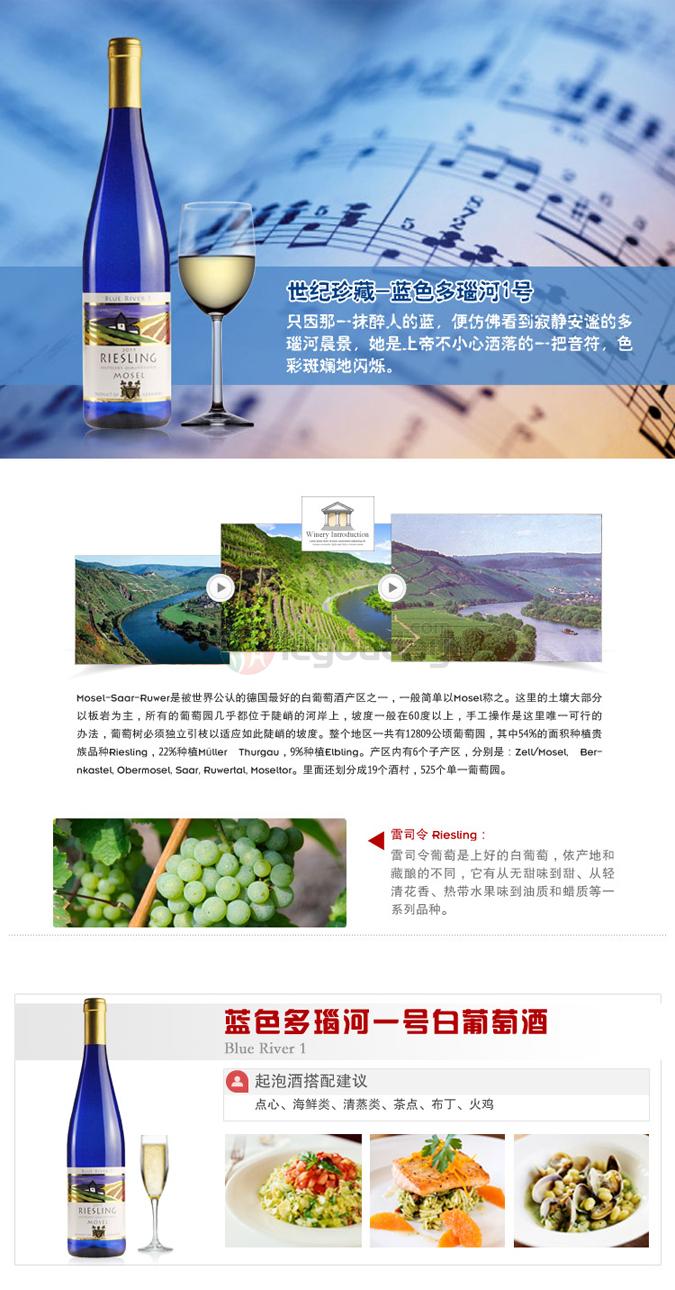 世纪珍藏-蓝色多瑙河1号
只因那一抹醉人的蓝，便仿佛看到寂静安谧的多
瑙河晨景，她是上帝不小心洒落的一把音符，色
彩斑斓地闪烁。
BLUE RIVER 1
2011
RIESLING
MOSEL
Winery Introduction
Mosel-Saar-Ruwer是被世界公认的德国最好的白葡萄酒产区之一，一般简单以Mosel称之。这里的土壤大部分
以板岩为主，所有的葡萄园几乎都位于陡峭的河岸上，坡度一般在60度以上，手工操作是这里唯一可行的
办法，葡萄树必须独立引枝以适应如此陡峭的坡度。整个地区一共有12809公顷葡萄园，其中54%的面积种植贵
族品种Riesling，22%种植Müller Thurgau，9%种植Elbling。产区内有6个子产区，分别是：Zell/Mosel, Ber-
nkastel, Obermosel, Saar, Ruwertal, Moseltor。里面还划分成19个酒村，525个单一葡萄园。
雷司令 Riesling：
雷司令葡萄是上好的白葡萄，依产地和
藏酿的不同，它有从无甜味到甜、从轻
清花香、热带水果味到油质和蜡质等一
系列品种。
蓝色多瑙河一号白葡萄酒
Blue River 1
起泡酒搭配建议
点心、海鲜类、清蒸类、茶点、布丁、火鸡
BLUE RIVER 1
RIESLING
MOSEL